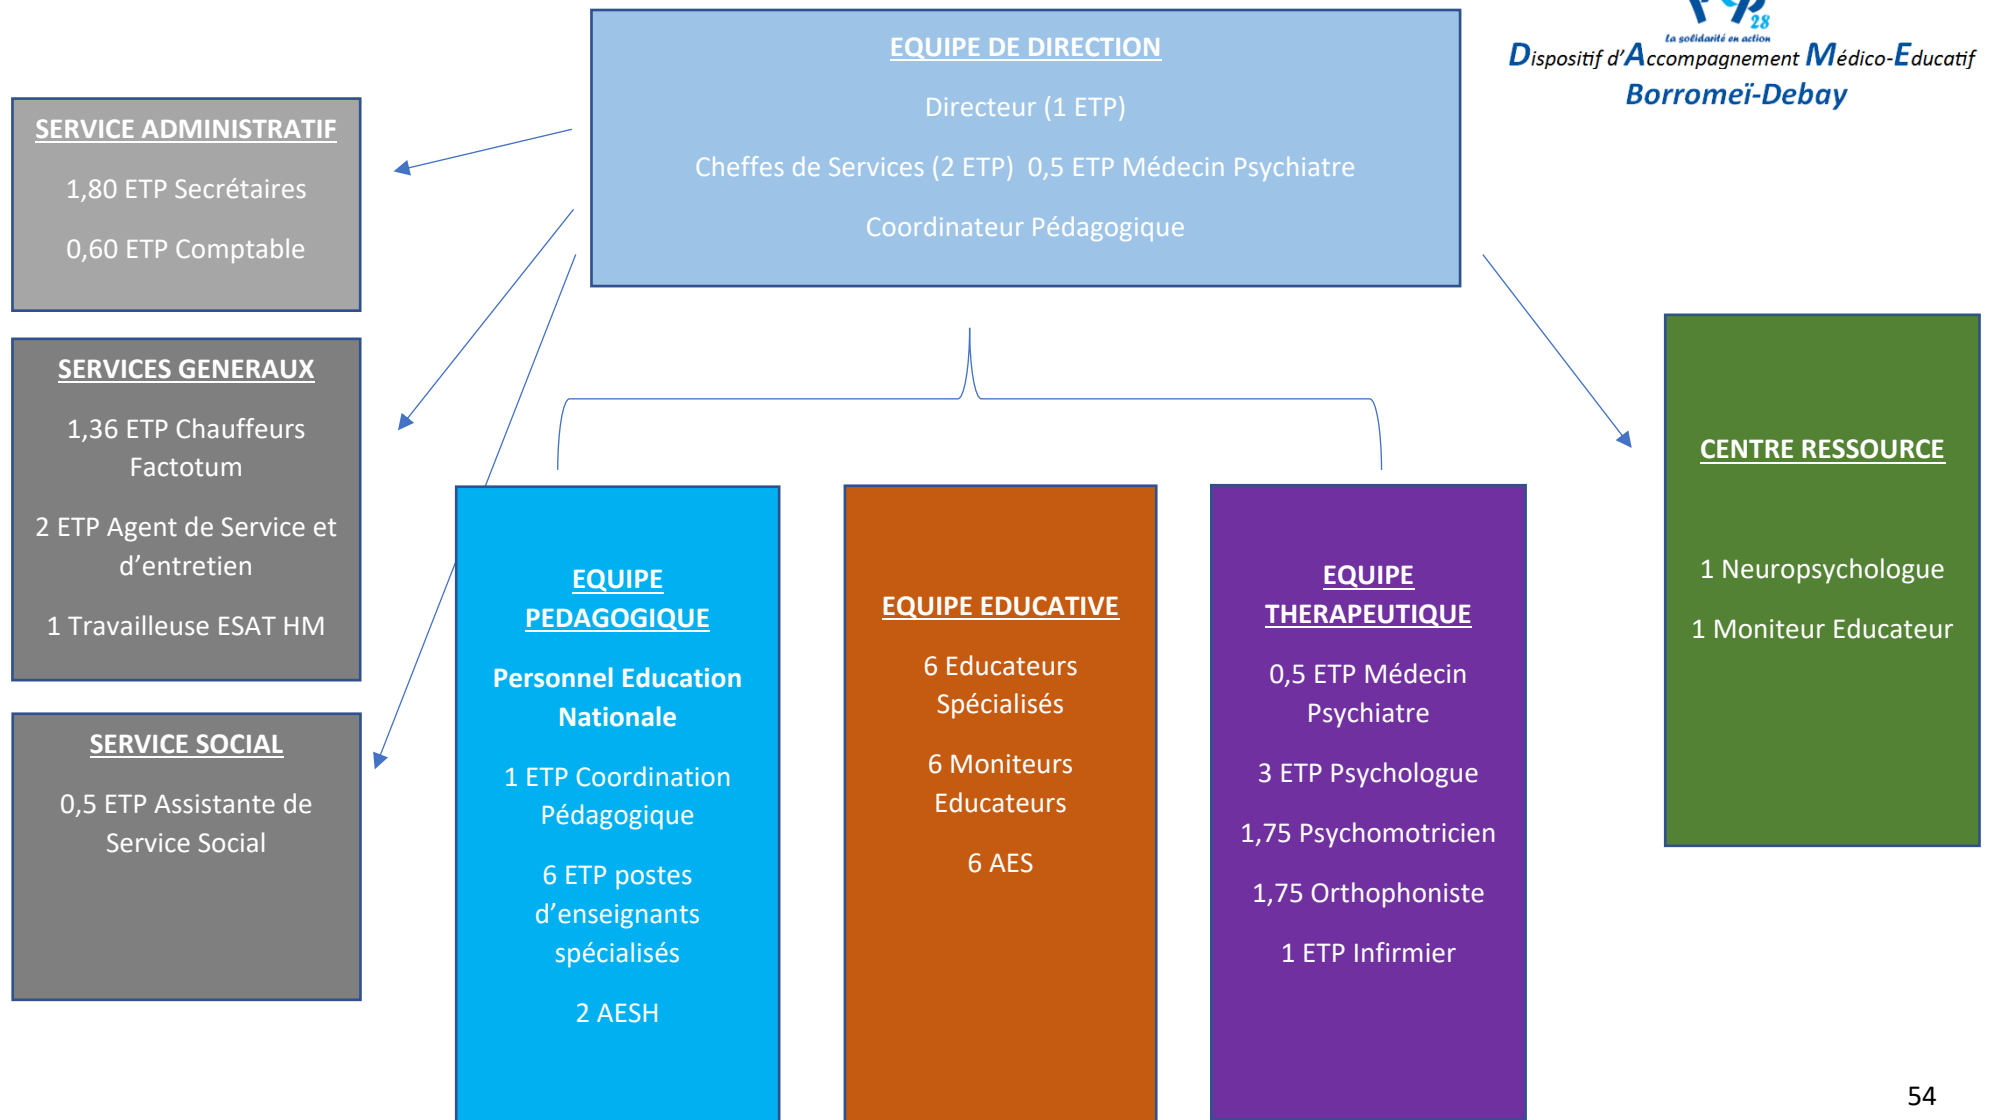 28
La solidarité en action
Dispositif d'Accompagnement Médico-Educatif
Borromeï-Debay
EQUIPE DE DIRECTION
Directeur (1 ETP)
Cheffes de Services (2 ETP) 0,5 ETP Médecin Psychiatre
Coordinateur Pédagogique
SERVICE ADMINISTRATIF
1,80 ETP Secrétaires
0,60 ETP Comptable
SERVICES GENERAUX
1,36 ETP Chauffeurs
Factotum
2 ETP Agent de Service et
d’entretien
1 Travailleuse ESAT HM
SERVICE SOCIAL
0,5 ETP Assistante de
Service Social
EQUIPE
PEDAGOGIQUE
Personnel Education
Nationale
1 ETP Coordination
Pédagogique
6 ETP postes
d’enseignants
spécialisés
2 AESH
EQUIPE EDUCATIVE
6 Educateurs
Spécialisés
6 Moniteurs
Educateurs
6 AES
EQUIPE
THERAPEUTIQUE
0,5 ETP Médecin
Psychiatre
3 ETP Psychologue
1,75 Psychomotricien
1,75 Orthophoniste
1 ETP Infirmier
CENTRE RESSOURCE
1 Neuropsychologue
1 Moniteur Educateur
54